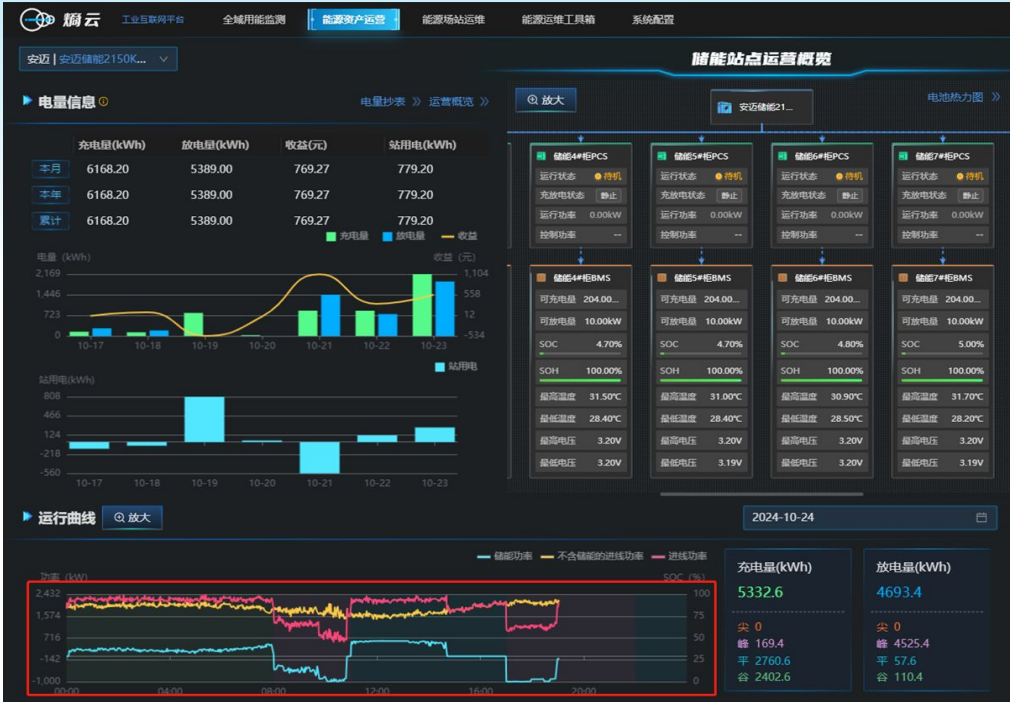 熵云 工业互联网平台 全域用能监测 能源资产运营 能源场站运维 能源运维工具箱 系统配置
安迈 | 安迈储能2150K...
储能站点运营概览
电量信息 电量抄表 》 运营概览 》
充电量(kWh) 放电量(kWh) 收益(元) 站用电(kWh)
本月 6168.20 5389.00 769.27 779.20
本年 6168.20 5389.00 769.27 779.20
累计 6168.20 5389.00 769.27 779.20
充电量 放电量 收益
电量 (kWh) 收益 (元)
2,169 1,104
1,446 558
723 12
0 -534
10-17 10-18 10-19 10-20 10-21 10-22 10-23
站用电
站用电(kWh)
808
466
124
-218
-560
10-17 10-18 10-19 10-20 10-21 10-22 10-23
放大 安迈储能21... 电池热力图 》
储能4#柜PCS 储能5#柜PCS 储能6#柜PCS 储能7#柜PCS
运行状态 待机 运行状态 待机 运行状态 待机 运行状态 待机
充放电状态 静止 充放电状态 静止 充放电状态 静止 充放电状态 静止
运行功率 0.00kW 运行功率 0.00kW 运行功率 0.00kW 运行功率 0.00kW
控制功率 -- 控制功率 -- 控制功率 -- 控制功率 --
储能4#柜BMS 储能5#柜BMS 储能6#柜BMS 储能7#柜BMS
可充电量 204.00... 可充电量 204.00... 可充电量 204.00... 可充电量 204.00...
可放电量 10.00kW 可放电量 10.00kW 可放电量 10.00kW 可放电量 10.00kW
SOC 4.70% SOC 4.70% SOC 4.80% SOC 5.00%
SOH 100.00% SOH 100.00% SOH 100.00% SOH 100.00%
最高温度 31.50℃ 最高温度 31.00℃ 最高温度 30.90℃ 最高温度 31.70℃
最低温度 28.40℃ 最低温度 28.40℃ 最低温度 28.50℃ 最低温度 28.20℃
最高电压 3.20V 最高电压 3.20V 最高电压 3.20V 最高电压 3.20V
最低电压 3.20V 最低电压 3.19V 最低电压 3.20V 最低电压 3.19V
运行曲线 放大 2024-10-24
储能功率 不含储能的进线功率 进线功率
功率 (kW) SOC (%)
2,432 100
1,574 75
716 50
-142 25
-1,000 0
00:00 04:00 08:00 12:00 16:00 20:00
充电量(kWh) 放电量(kWh)
5332.6 4693.4
尖 0 尖 0
峰 169.4 峰 4525.4
平 2760.6 平 57.6
谷 2402.6 谷 110.4